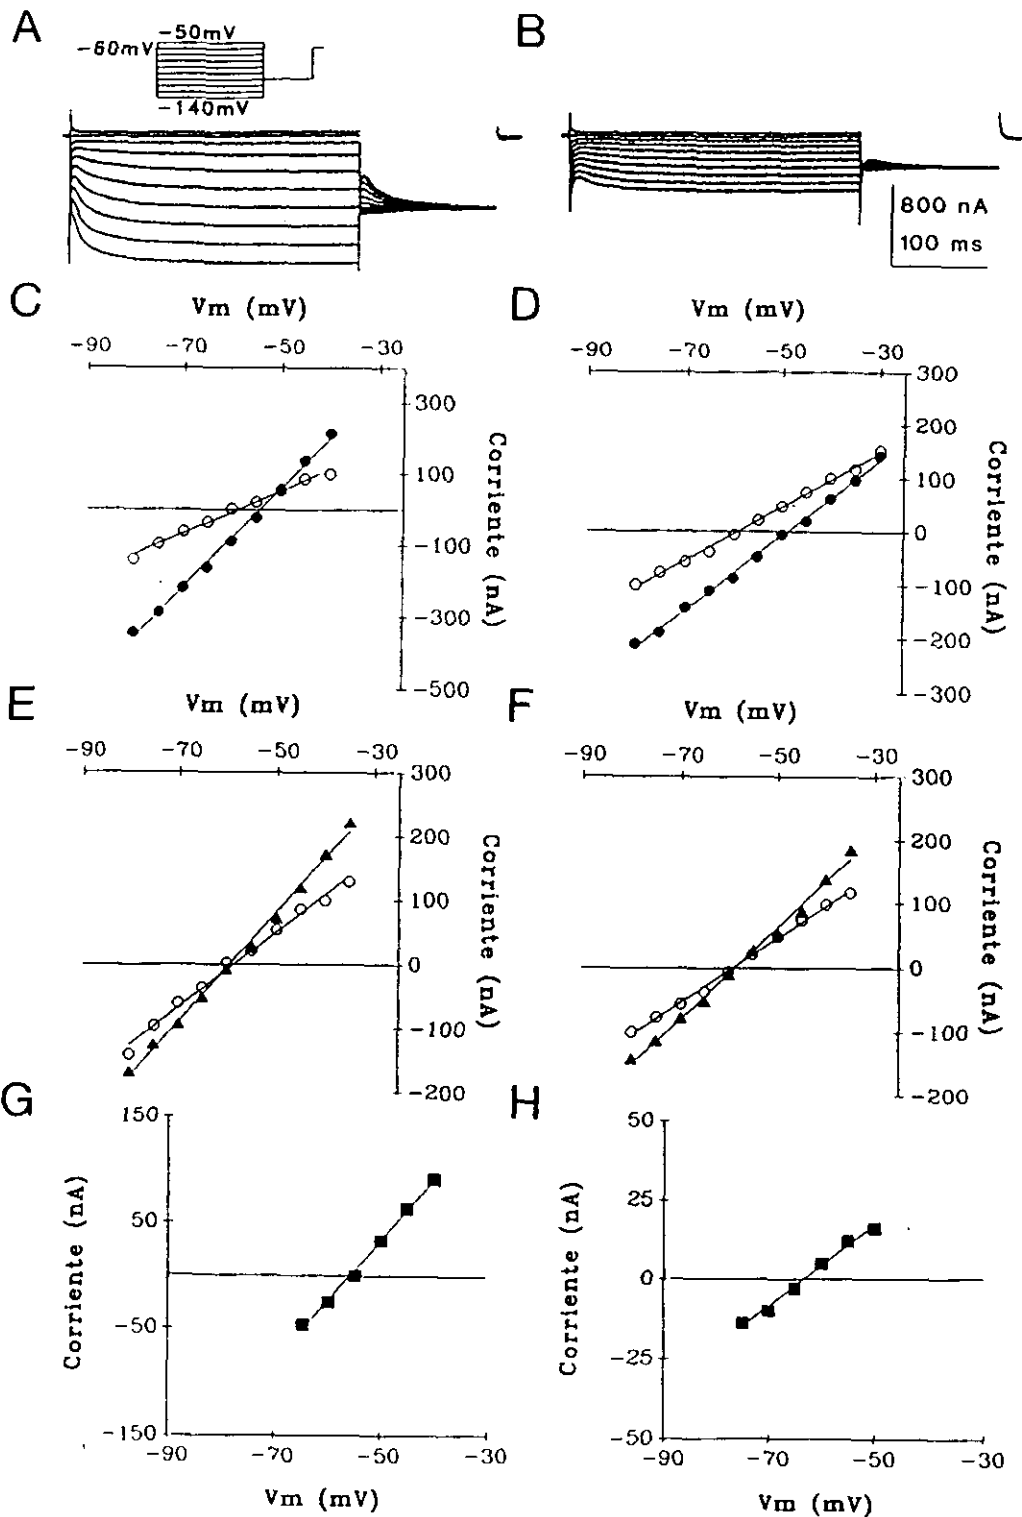 A
B
-50mV
-60mV
-140mV
800 nA
100 ms
C
Vm (mV)
-90 -70 -50 -30
300
100
-100
-300
-500
Corriente (nA)
D
Vm (mV)
-90 -70 -50 -30
300
200
100
0
-100
-200
-300
Corriente (nA)
E
Vm (mV)
-90 -70 -50 -30
300
200
100
0
-100
-200
Corriente (nA)
F
Vm (mV)
-90 -70 -50 -30
300
200
100
0
-100
-200
Corriente (nA)
G
150
50
-50
-150
Corriente (nA)
-90 -70 -50 -30
Vm (mV)
H
50
25
0
-25
-50
Corriente (nA)
-90 -70 -50 -30
Vm (mV)